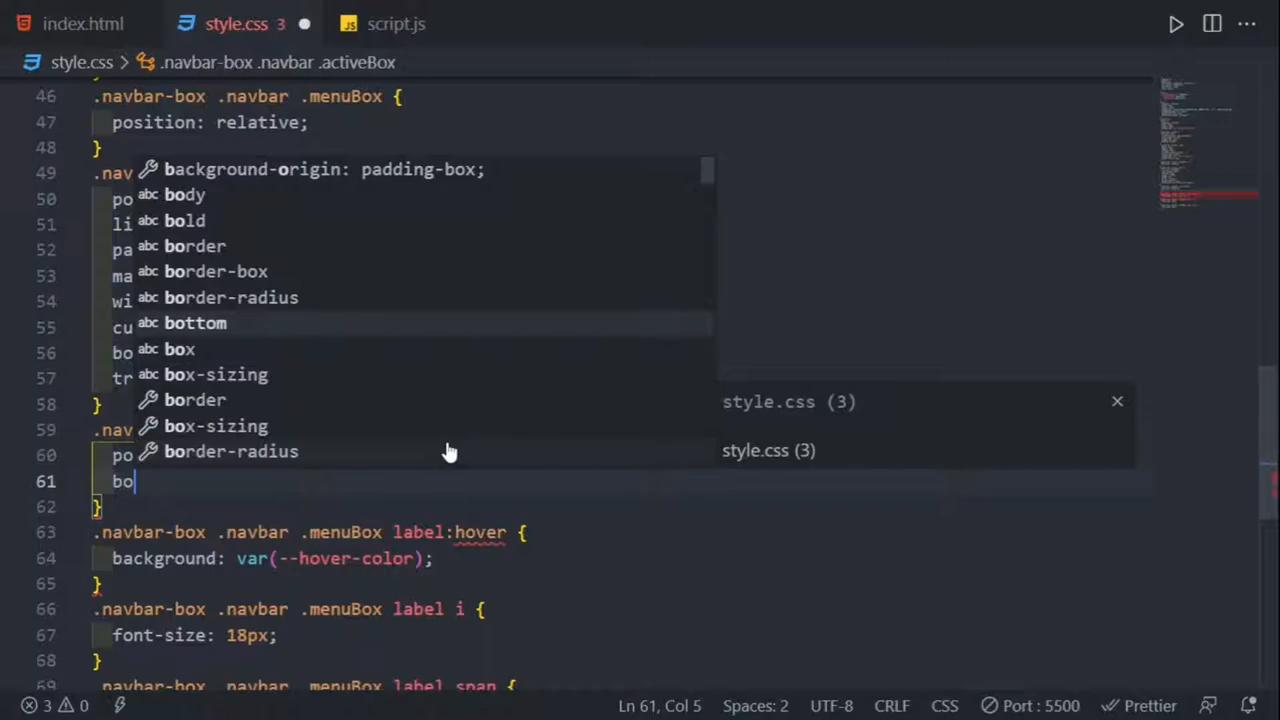 index.html style.css 3 JS script.js
style.css > .navbar-box .navbar .activeBox
46 .navbar-box .navbar .menuBox {
47 position: relative;
48 }
49 .nav
background-origin: padding-box;
50 po abc body
51 li abc bold
52 pa abc border
53 ma abc border-box
54 wi abc border-radius
55 cu abc bottom
56 bo abc box
57 tr abc box-sizing
58 } border
style.css (3)
59 .nav box-sizing
60 po border-radius
style.css (3)
61 bo
62 }
63 .navbar-box .navbar .menuBox label:hover {
64 background: var(--hover-color);
65 }
66 .navbar-box .navbar .menuBox label i {
67 font-size: 18px;
68 }
69 .navbar-box .navbar .menuBox label span {
3 0 Ln 61, Col 5 Spaces: 2 UTF-8 CRLF CSS Port : 5500 Prettier